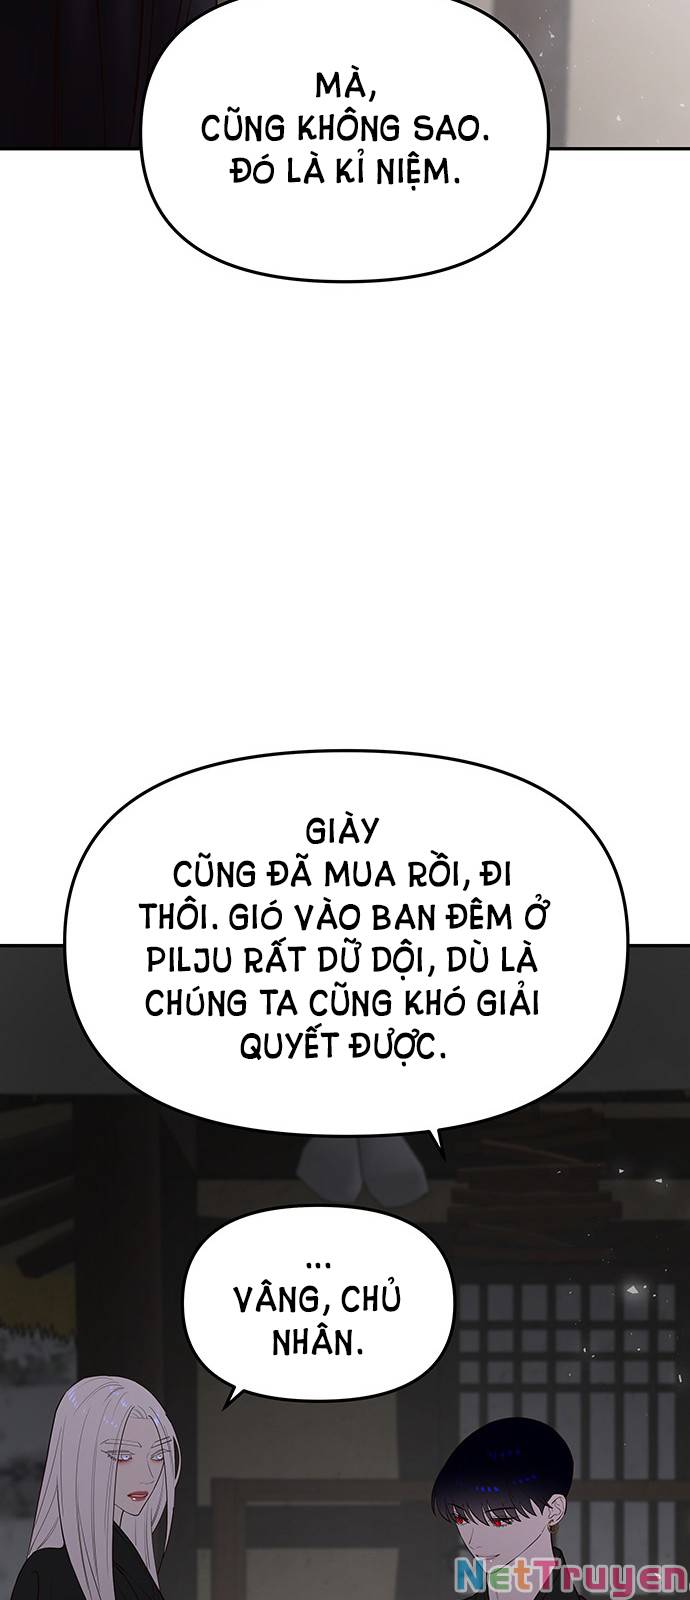 MÀ,
CŨNG KHÔNG SAO.
ĐÓ LÀ KỈ NIỆM.
GIÀY
CŨNG ĐÃ MUA RỒI, ĐI
THÔI. GIÓ VÀO BAN ĐÊM Ở
PILJU RẤT DỮ DỘI, DÙ LÀ
CHÚNG TA CŨNG KHÓ GIẢI
QUYẾT ĐƯỢC.
...
VÂNG, CHỦ
NHÂN.
NetTruyen